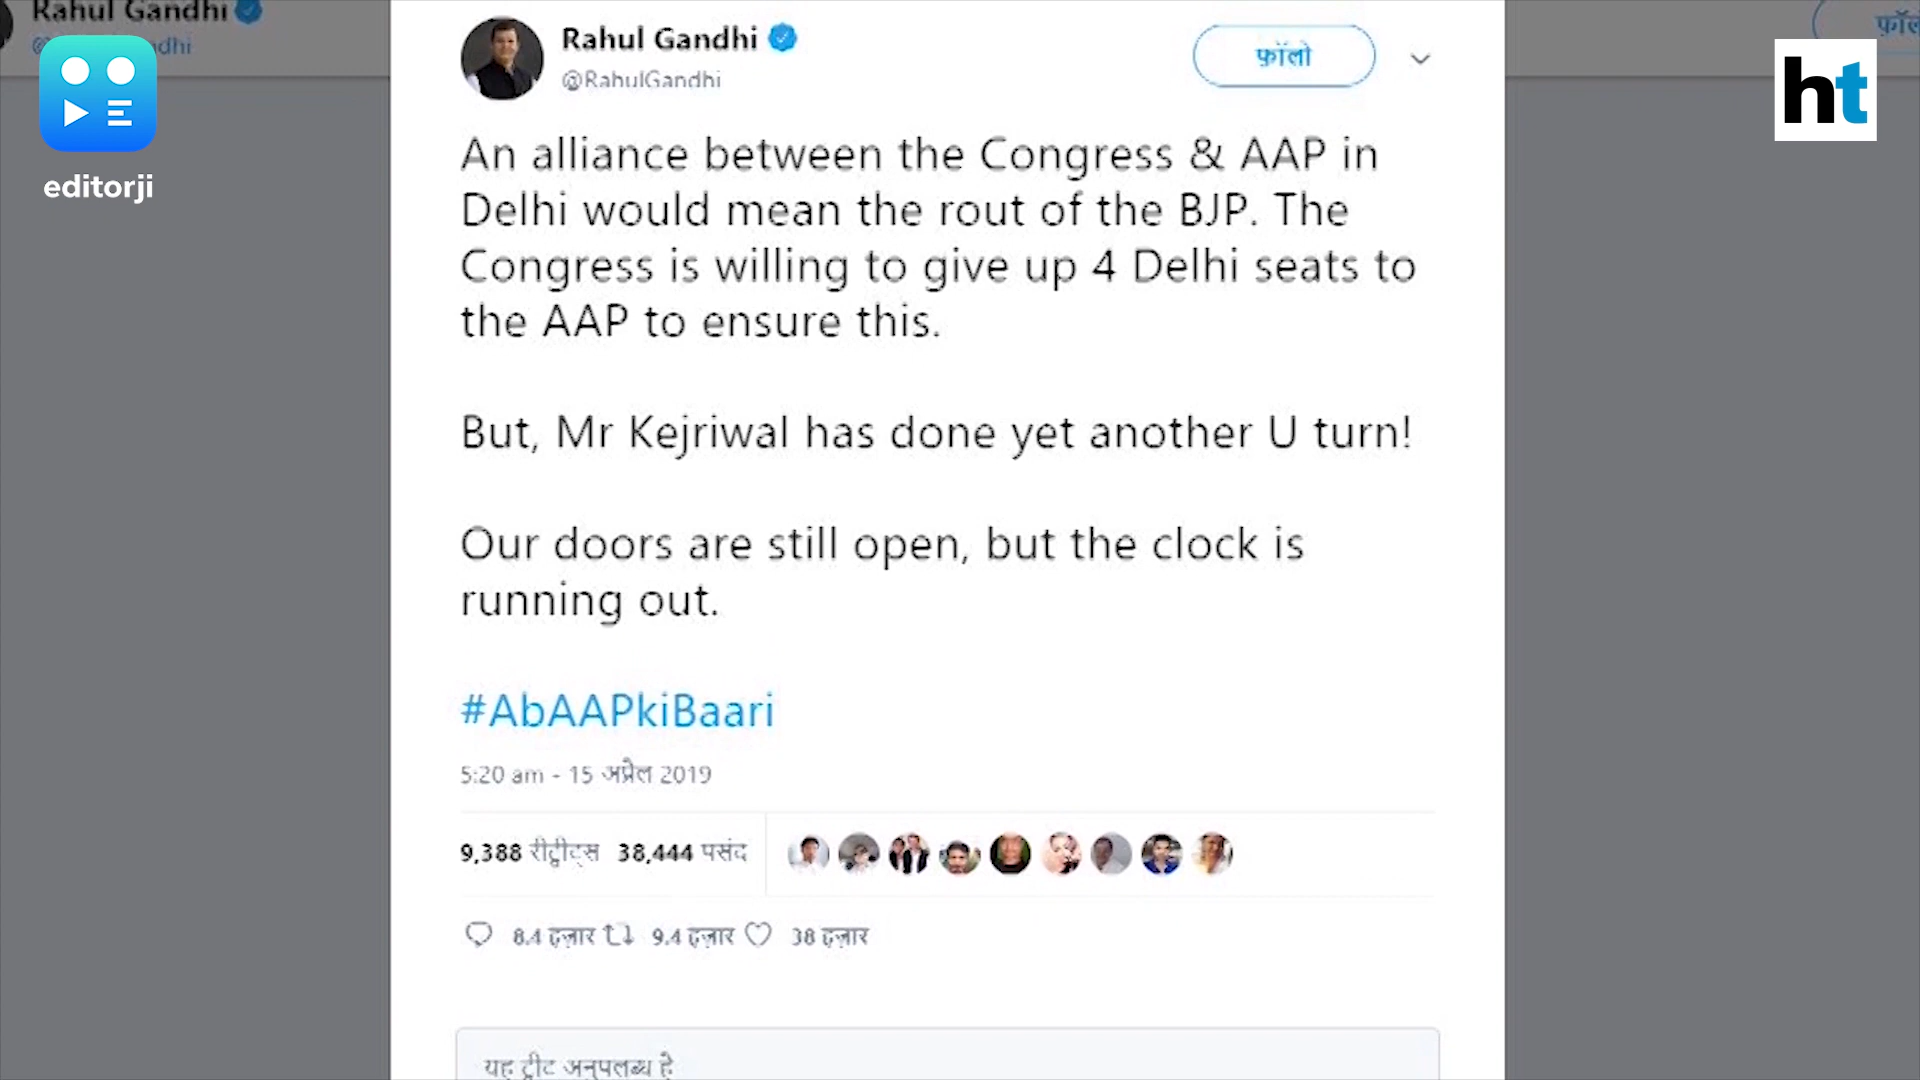 Rahul Gandhi
editorji
ht
Rahul Gandhi
@RahulGandhi
फ़ॉलो
An alliance between the Congress & AAP in
Delhi would mean the rout of the BJP. The
Congress is willing to give up 4 Delhi seats to
the AAP to ensure this.
But, Mr Kejriwal has done yet another U turn!
Our doors are still open, but the clock is
running out.
#AbAAPkiBaari
5:20 am - 15 अप्रैल 2019
9,388 रीट्वीट्स 38,444 पसंद
8.4 हज़ार 9.4 हज़ार 38 हज़ार
यह ट्वीट अनुपलब्ध है